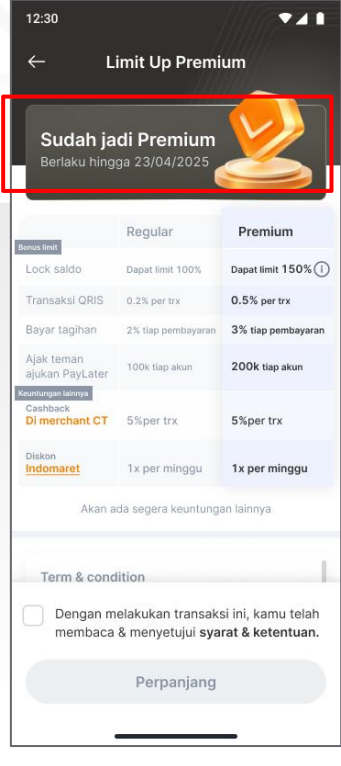 12:30
Limit Up Premium
Sudah jadi Premium
Berlaku hingga 23/04/2025
Regular Premium
Bonus limit
Lock saldo Dapat limit 100% Dapat limit 150%
Transaksi QRIS 0.2% per trx 0.5% per trx
Bayar tagihan 2% tiap pembayaran 3% tiap pembayaran
Ajak teman
ajukan PayLater 100k tiap akun 200k tiap akun
Keuntungan lainnya
Cashback
Di merchant CT 5%per trx 5%per trx
Diskon
Indomaret 1x per minggu 1x per minggu
Akan ada segera keuntungan lainnya
Term & condition
Dengan melakukan transaksi ini, kamu telah
membaca & menyetujui syarat & ketentuan.
Perpanjang